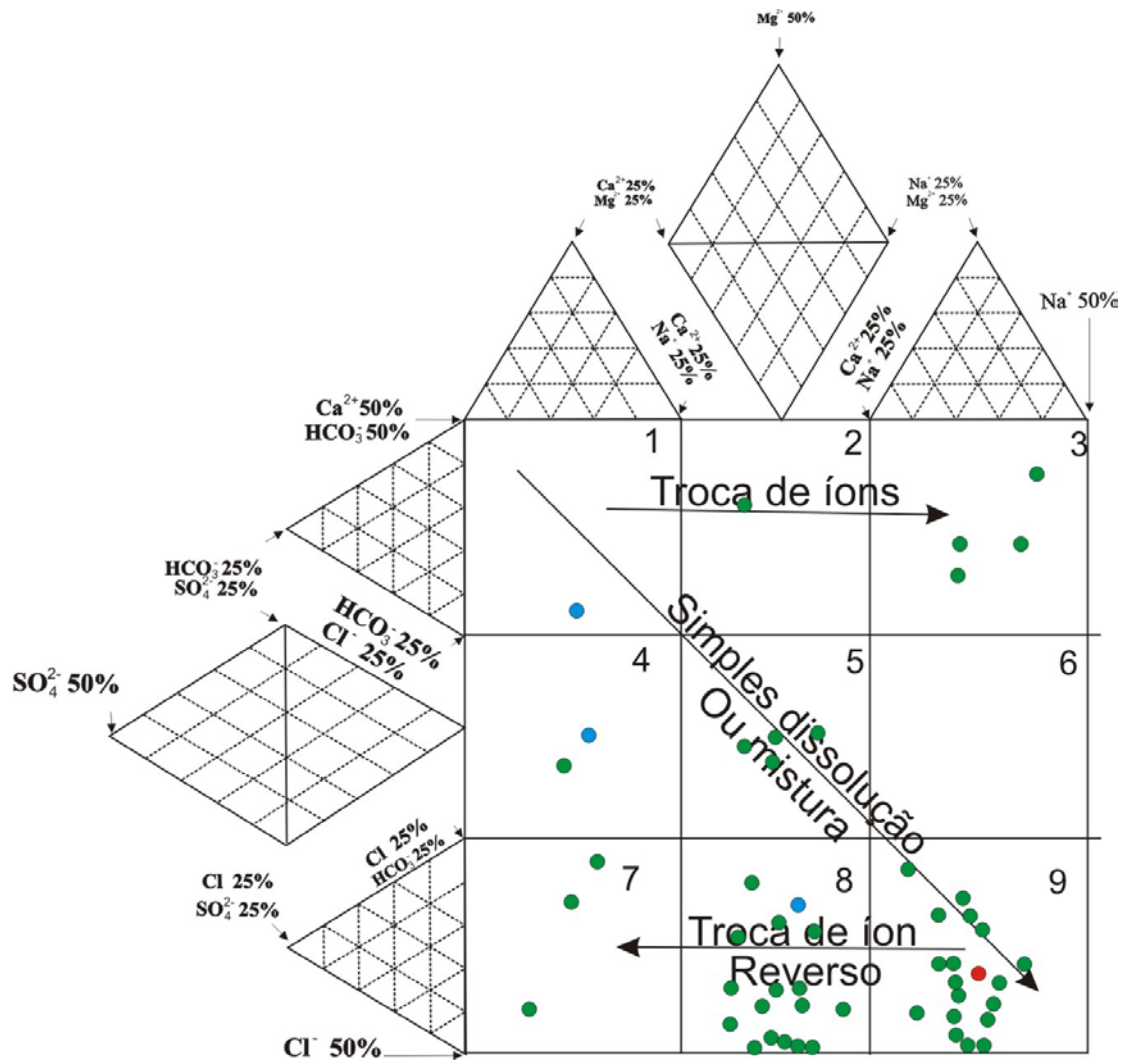 Mg²⁺ 50%
Ca²⁺ 25%
Mg²⁺ 25%
Na⁺ 25%
Mg²⁺ 25%
Na⁺ 50%
Ca²⁺ 25%
Na⁺ 25%
Ca²⁺ 25%
Na⁺ 25%
Ca²⁺ 50%
HCO₃⁻ 50%
1
2
3
Troca de íons
HCO₃⁻ 25%
SO₄²⁻ 25%
HCO₃⁻ 25%
Cl⁻ 25%
4
5
6
SO₄²⁻ 50%
Simples dissolução
Ou mistura
Cl 25%
HCO₃⁻ 25%
Cl 25%
SO₄²⁻ 25%
7
8
9
Troca de íon
Reverso
Cl⁻ 50%